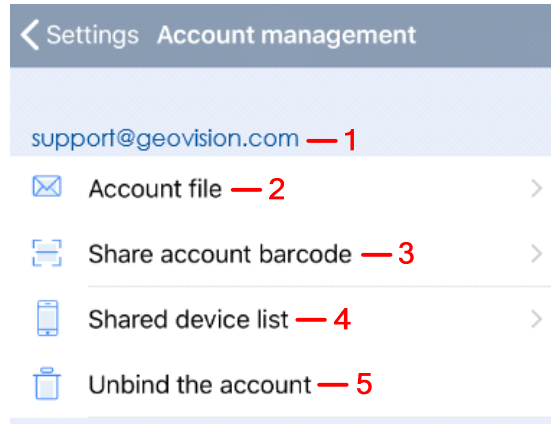 Settings Account management
support@geovision.com — 1
Account file — 2
Share account barcode — 3
Shared device list — 4
Unbind the account — 5